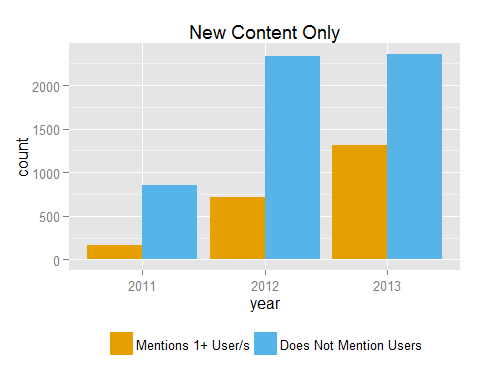 New Content Only
count
2000
1500
1000
500
0
2011 2012 2013
year
Mentions 1+ User/s Does Not Mention Users